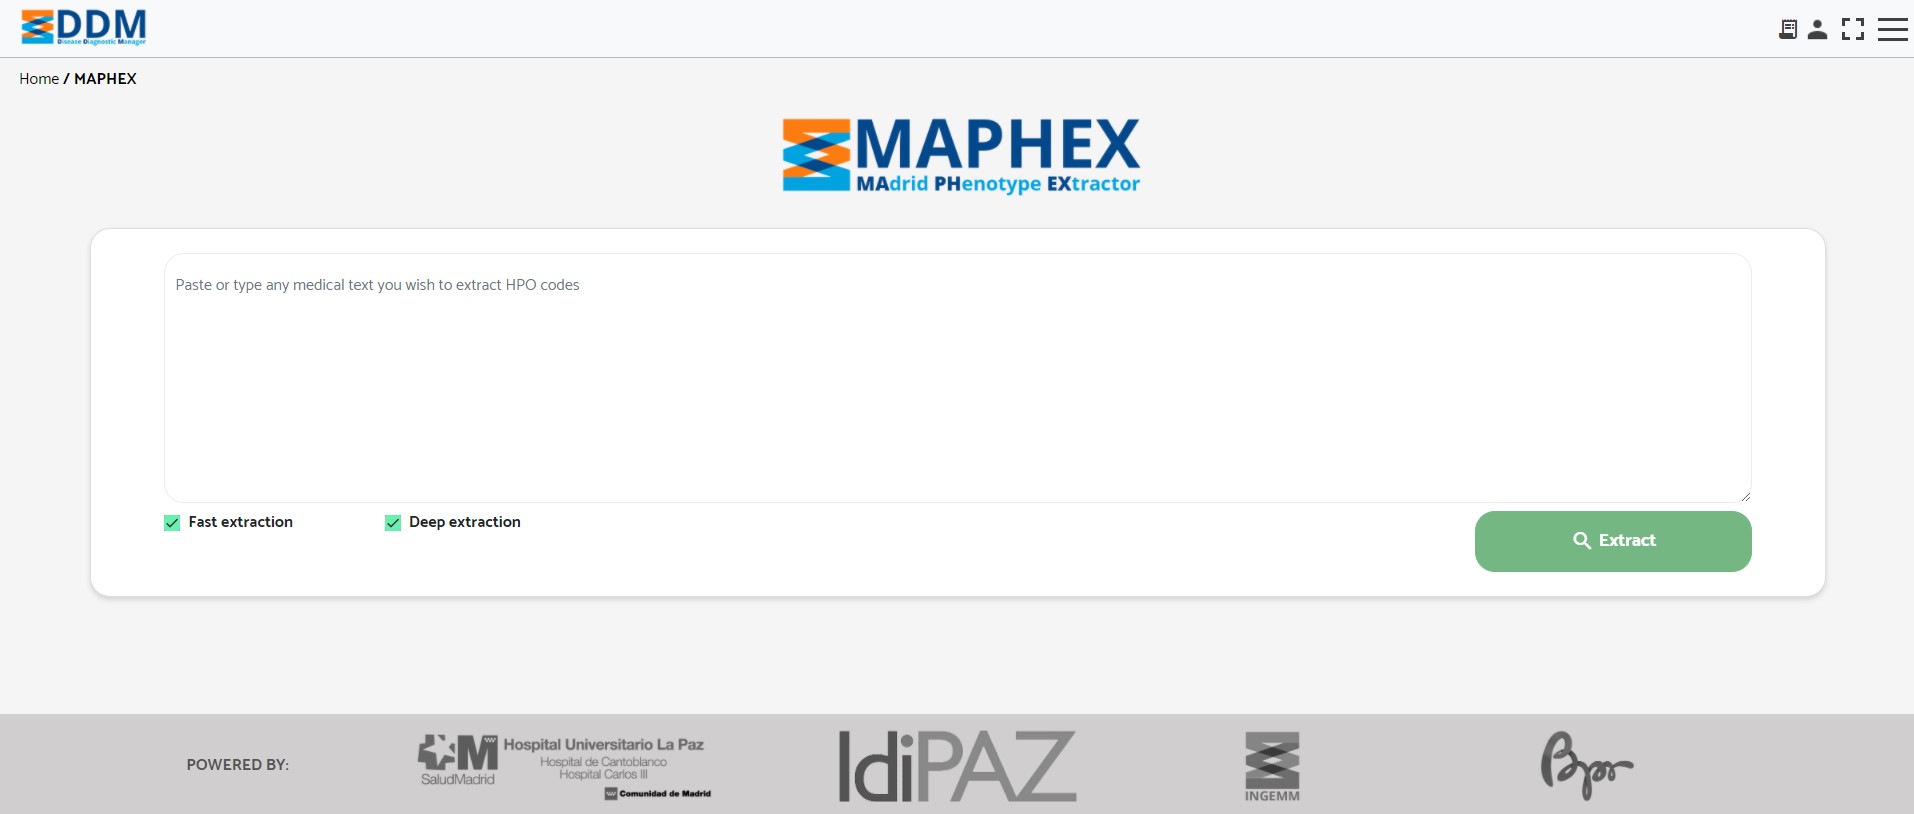 DDM
Disease Diagnostic Manager
Home / MAPHEX
MAPHEX
MAdrid PHenotype EXtractor
Paste or type any medical text you wish to extract HPO codes
Fast extraction
Deep extraction
Extract
POWERED BY:
M
SaludMadrid
Hospital Universitario La Paz
Hospital de Cantoblanco
Hospital Carlos III
Comunidad de Madrid
IdiPAZ
INGEMM